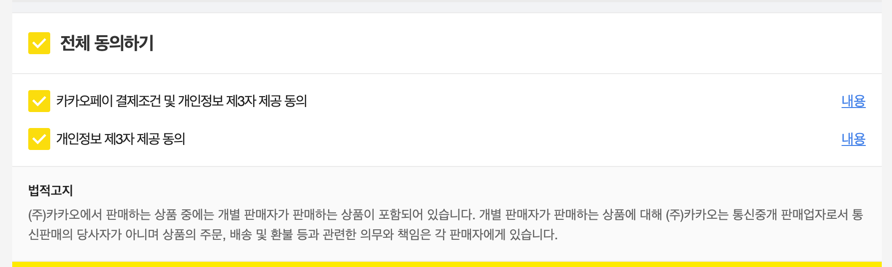 전체 동의하기
카카오페이 결제조건 및 개인정보 제3자 제공 동의
내용
개인정보 제3자 제공 동의
내용
법적고지
(주)카카오에서 판매하는 상품 중에는 개별 판매자가 판매하는 상품이 포함되어 있습니다. 개별 판매자가 판매하는 상품에 대해 (주)카카오는 통신중개 판매업자로서 통
신판매의 당사자가 아니며 상품의 주문, 배송 및 환불 등과 관련한 의무와 책임은 각 판매자에게 있습니다.